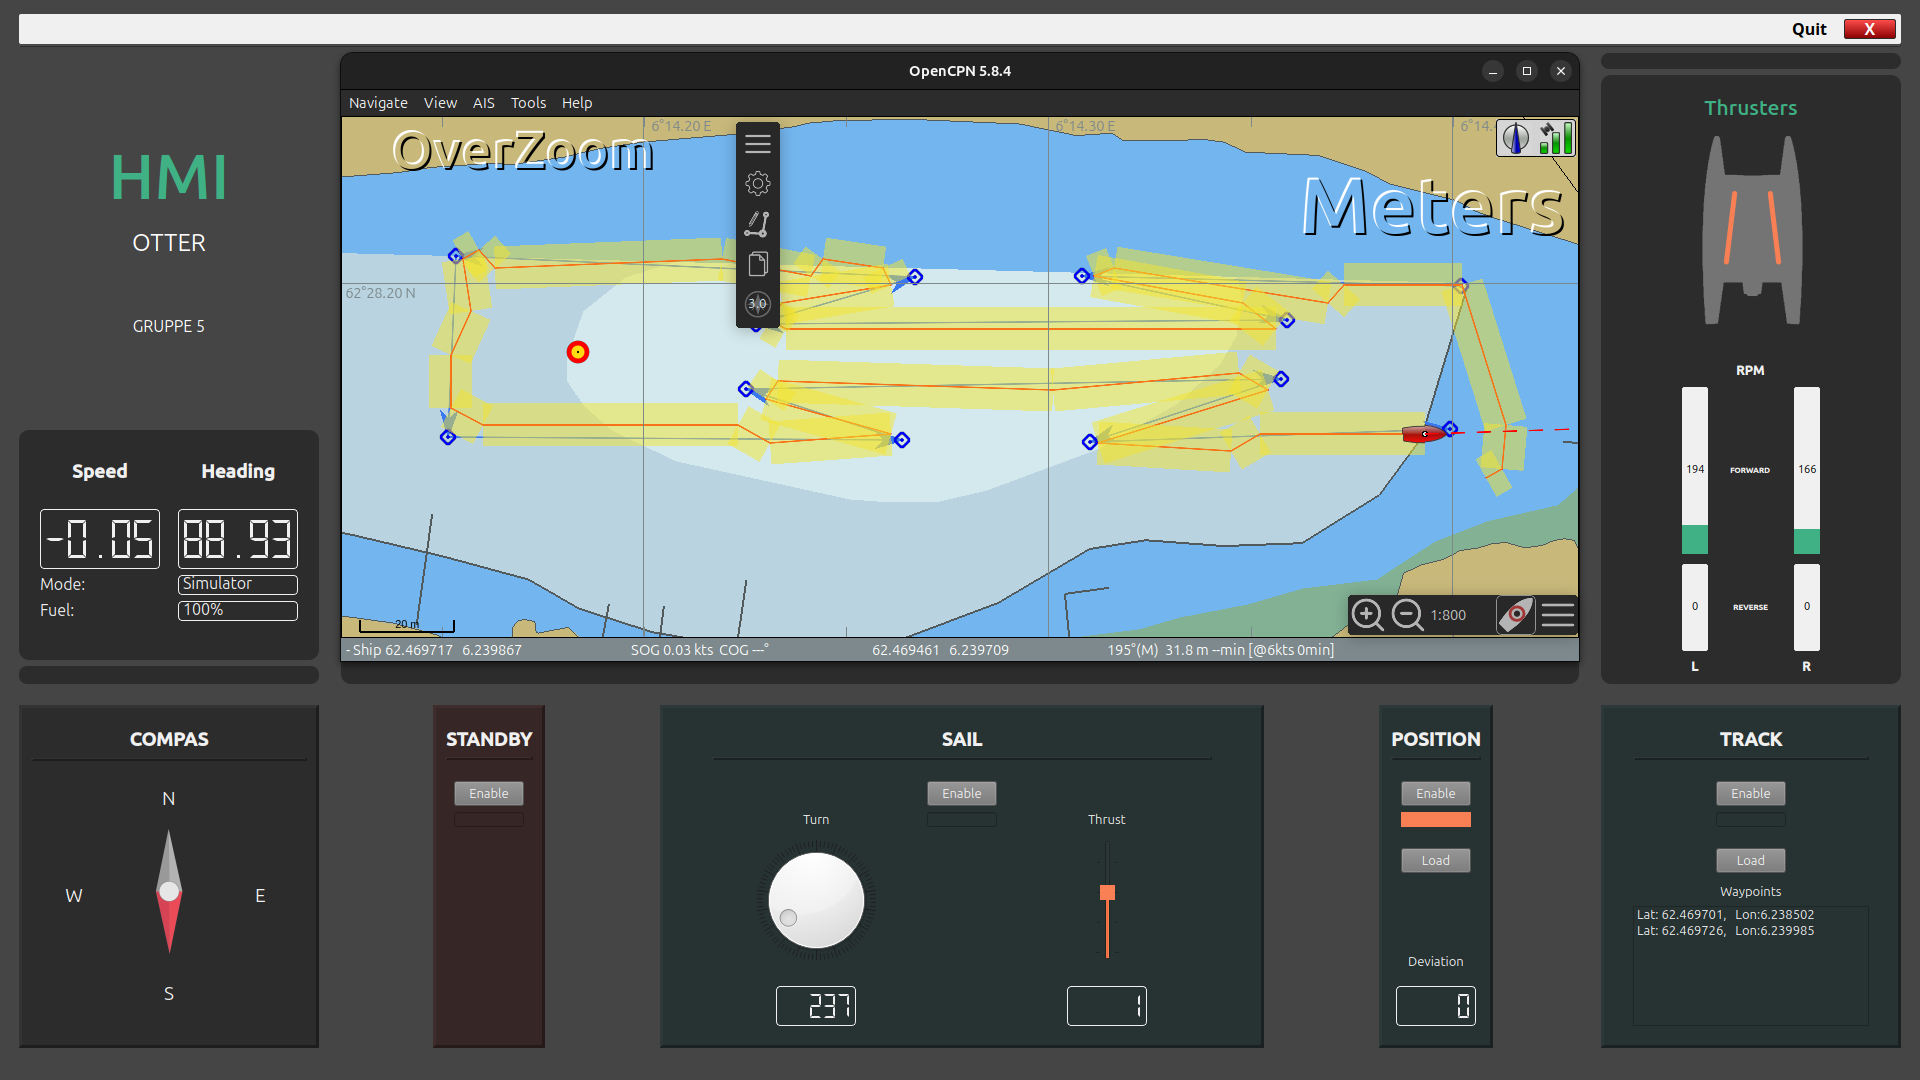 Quit X
OpenCPN 5.8.4
Navigate View AIS Tools Help
HMI
OTTER
GRUPPE 5
Speed Heading
-0.05 88.93
Mode: Simulator
Fuel: 100%
6°14.20 E 6°14.30 E
OverZoom
Meters
62°28.20 N
3.0
20 m
1:800
- Ship 62.469717 6.239867 SOG 0.03 kts COG ---° 62.469461 6.239709 195°(M) 31.8 m --min [@6kts 0min]
Thrusters
RPM
194 FORWARD 166
0 REVERSE 0
L R
COMPAS
N
W E
S
STANDBY
Enable
SAIL
Enable
Turn Thrust
237 1
POSITION
Enable
Load
Deviation
0
TRACK
Enable
Load
Waypoints
Lat: 62.469701, Lon:6.238502
Lat: 62.469726, Lon:6.239985